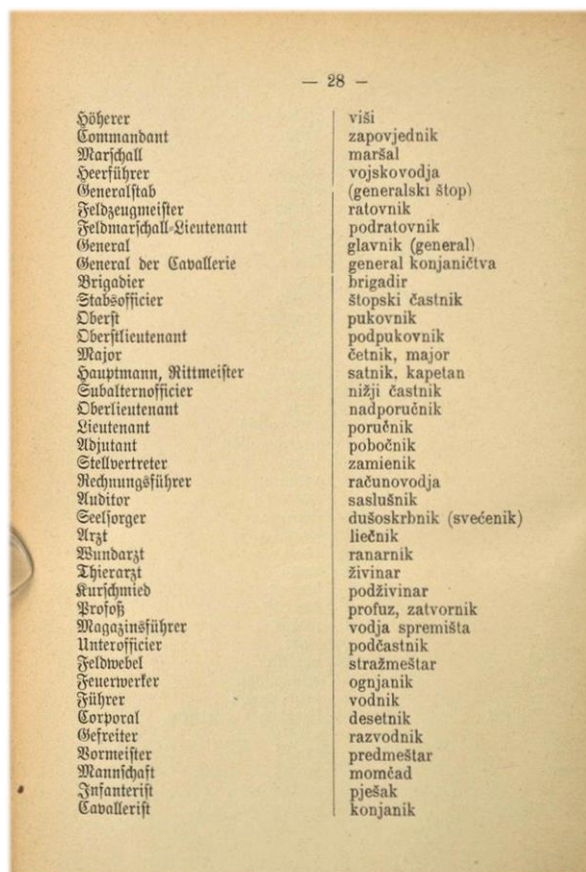 — 28 —
Höherer viši
Commandant zapovjednik
Marschall maršal
Heerführer vojskovodja
Generalstab (generalski štop)
Feldzeugmeister ratovnik
Feldmarschall-Lieutenant podratovnik
General glavnik (general)
General der Cavallerie general konjaničtva
Brigadier brigadir
Stabsofficier štopski častnik
Oberst pukovnik
Oberstlieutenant podpukovnik
Major četnik, major
Hauptmann, Rittmeister satnik, kapetan
Subalternofficier nižji častnik
Oberlieutenant nadporučnik
Lieutenant poručnik
Adjutant pobočnik
Stellvertreter zamienik
Rechnungsführer računovodja
Auditor saslušnik
Seelsorger dušoskrbnik (svećenik)
Arzt liečnik
Wundarzt ranarnik
Thierarzt živinar
Kurschmied podživinar
Profoß profuz, zatvornik
Magazinsführer vodja spremišta
Unterofficier podčastnik
Feldwebel stražmeštar
Feuerwerker ognjanik
Führer vodnik
Corporal desetnik
Gefreiter razvodnik
Vormeister predmeštar
Mannschaft momčad
Infanterist pješak
Cavallerist konjanik